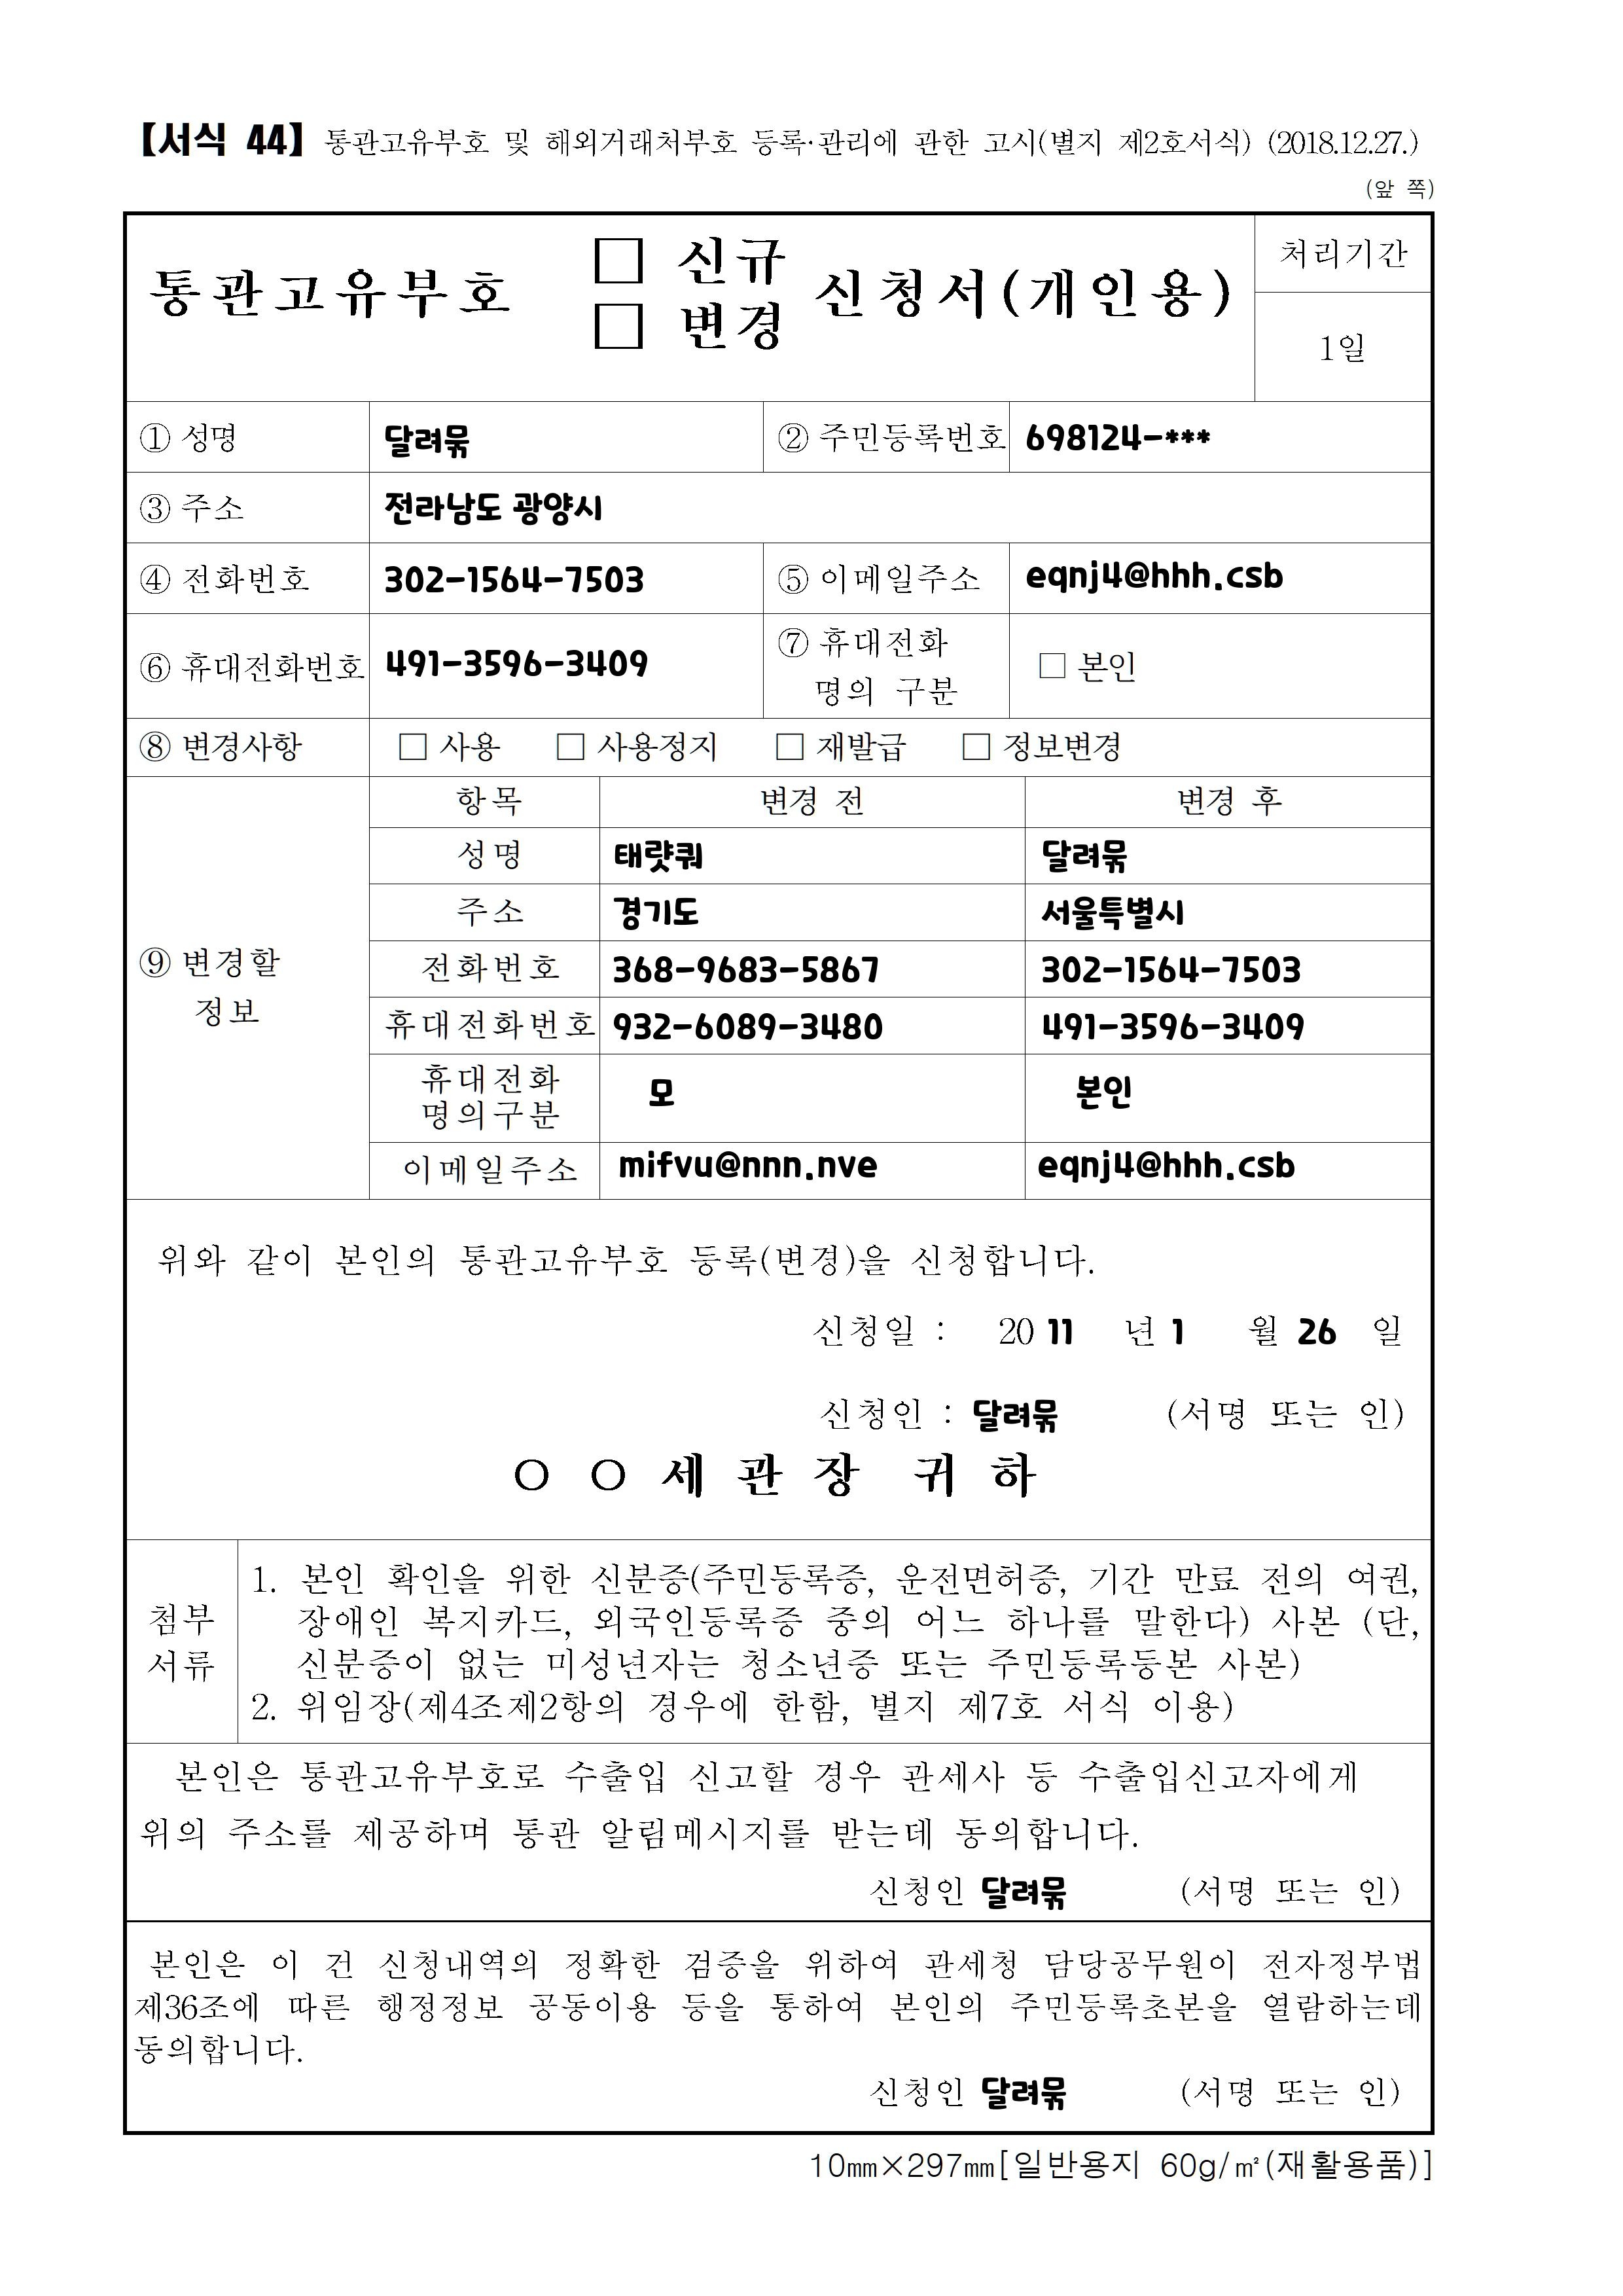 【서식 44】 통관고유부호 및 해외거래처부호 등록·관리에 관한 고시(별지 제2호서식) (2018.12.27.)
(앞 쪽)
통관고유부호 □ 신규 □ 변경 신청서(개인용)
처리기간
1일
① 성명 달려묶 ② 주민등록번호 698124-***
③ 주소 전라남도 광양시
④ 전화번호 302-1564-7503 ⑤ 이메일주소 eqnj4@hhh.csb
⑥ 휴대전화번호 491-3596-3409 ⑦ 휴대전화 명의 구분 □ 본인
⑧ 변경사항 □ 사용 □ 사용정지 □ 재발급 □ 정보변경
⑨ 변경할 정보
항목 변경 전 변경 후
성명 태럇쿼 달려묶
주소 경기도 서울특별시
전화번호 368-9683-5867 302-1564-7503
휴대전화번호 932-6089-3480 491-3596-3409
휴대전화 명의구분 모 본인
이메일주소 mifvu@nnn.nve eqnj4@hhh.csb
위와 같이 본인의 통관고유부호 등록(변경)을 신청합니다.
신청일 : 20 11 년 1 월 26 일
신청인 : 달려묶 (서명 또는 인)
○ ○ 세 관 장 귀 하
첨부 서류
1. 본인 확인을 위한 신분증(주민등록증, 운전면허증, 기간 만료 전의 여권,
장애인 복지카드, 외국인등록증 중의 어느 하나를 말한다) 사본 (단,
신분증이 없는 미성년자는 청소년증 또는 주민등록등본 사본)
2. 위임장(제4조제2항의 경우에 한함, 별지 제7호 서식 이용)
본인은 통관고유부호로 수출입 신고할 경우 관세사 등 수출입신고자에게
위의 주소를 제공하며 통관 알림메시지를 받는데 동의합니다.
신청인 달려묶 (서명 또는 인)
본인은 이 건 신청내역의 정확한 검증을 위하여 관세청 담당공무원이 전자정부법
제36조에 따른 행정정보 공동이용 등을 통하여 본인의 주민등록초본을 열람하는데
동의합니다.
신청인 달려묶 (서명 또는 인)
10㎜×297㎜[일반용지 60g/㎡(재활용품)]